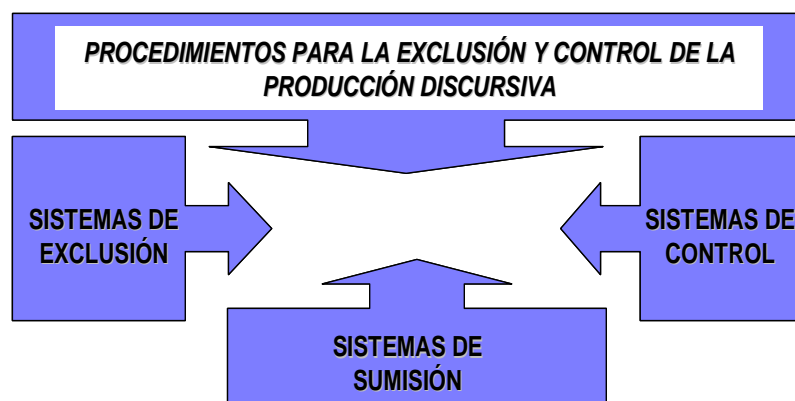 PROCEDIMIENTOS PARA LA EXCLUSIÓN Y CONTROL DE LA
PRODUCCIÓN DISCURSIVA
SISTEMAS DE
EXCLUSIÓN
SISTEMAS DE
CONTROL
SISTEMAS DE
SUMISIÓN